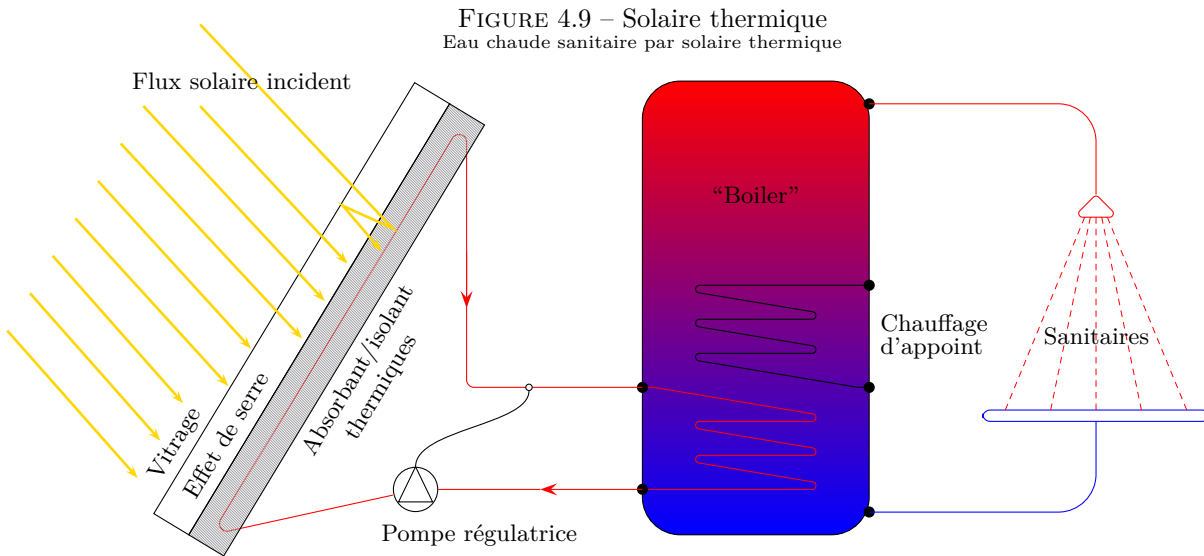 FIGURE 4.9 – Solaire thermique
Eau chaude sanitaire par solaire thermique
Flux solaire incident
“Boiler”
Chauffage
d'appoint
Sanitaires
Vitrage
Effet de serre
Absorbant/isolant
thermiques
Pompe régulatrice